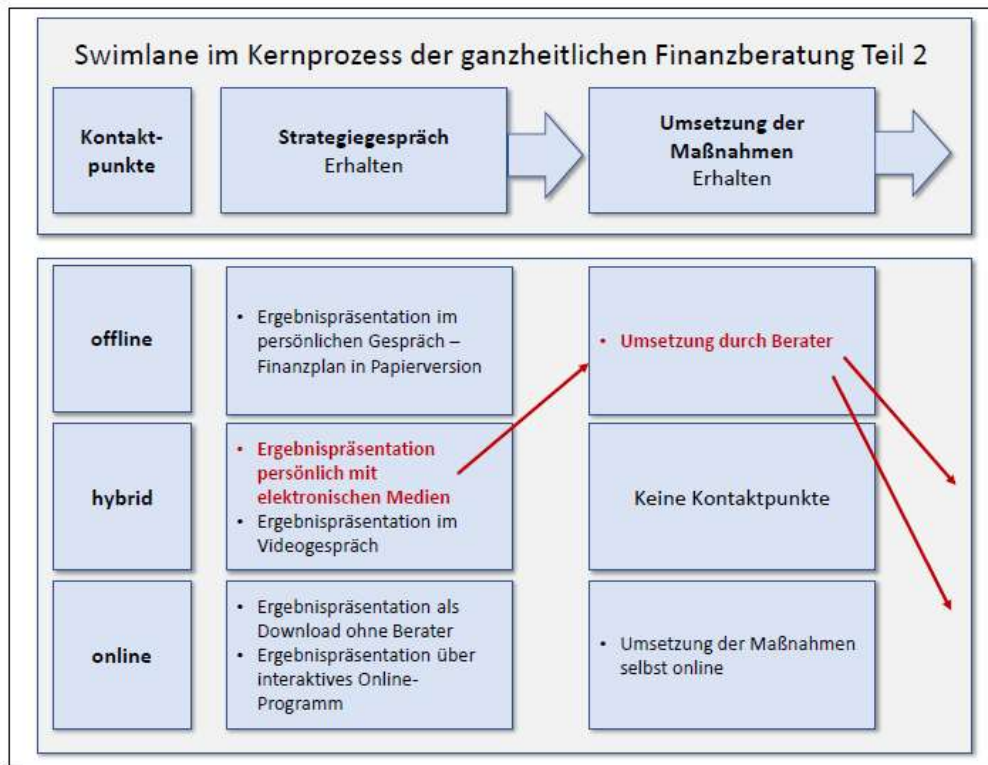 Swimlane im Kernprozess der ganzheitlichen Finanzberatung Teil 2
Kontakt-
punkte
Strategiegespräch
Erhalten
Umsetzung der
Maßnahmen
Erhalten
offline
• Ergebnispräsentation im
persönlichen Gespräch –
Finanzplan in Papierversion
• Umsetzung durch Berater
hybrid
• Ergebnispräsentation
persönlich mit
elektronischen Medien
• Ergebnispräsentation im
Videogespräch
Keine Kontaktpunkte
online
• Ergebnispräsentation als
Download ohne Berater
• Ergebnispräsentation über
interaktives Online-
Programm
• Umsetzung der Maßnahmen
selbst online